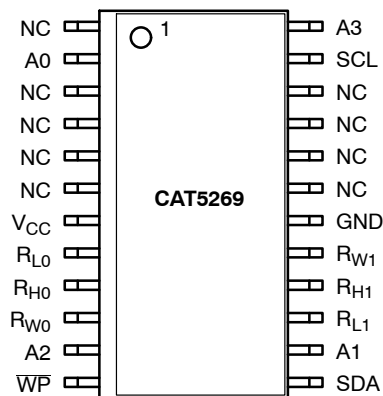 NC 1 A3
A0 SCL
NC NC
NC NC
NC NC
NC NC
CAT5269
VCC GND
RL0 RW1
RH0 RH1
RW0 RL1
A2 A1
W̅P̅ SDA